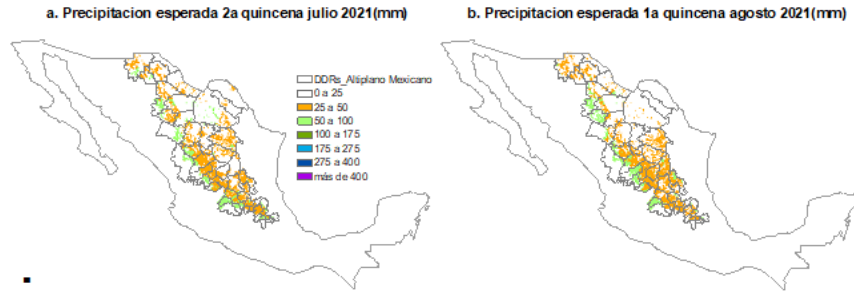 a. Precipitacion esperada 2a quincena julio 2021(mm)
b. Precipitacion esperada 1a quincena agosto 2021(mm)
DDRs_Altiplano Mexicano
0 a 25
25 a 50
50 a 100
100 a 175
175 a 275
275 a 400
más de 400